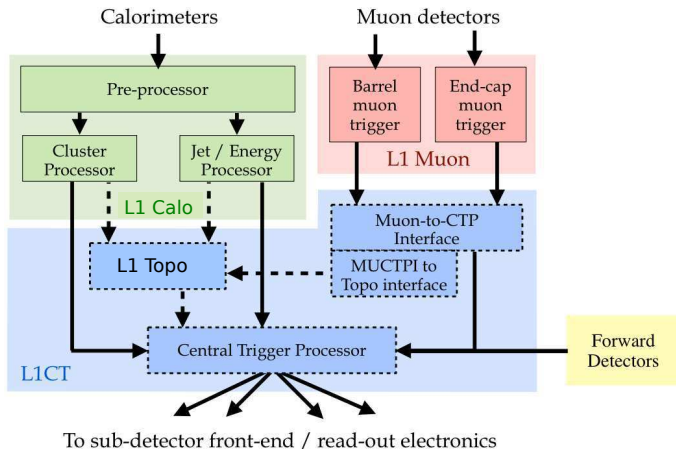 Calorimeters
Muon detectors
Pre-processor
Barrel
muon
trigger
End-cap
muon
trigger
Cluster
Processor
Jet / Energy
Processor
L1 Muon
L1 Calo
Muon-to-CTP
Interface
L1 Topo
MUCTPI to
Topo interface
Central Trigger Processor
Forward
Detectors
L1CT
To sub-detector front-end / read-out electronics